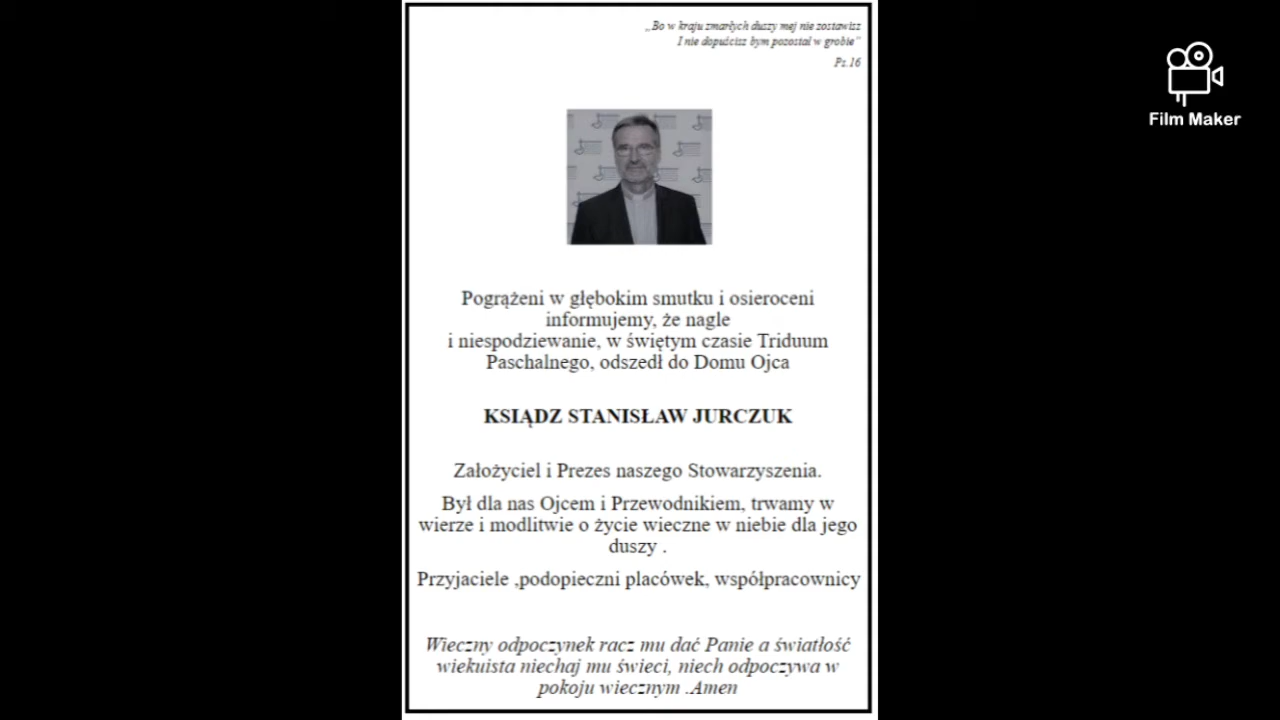 „Bo w kraju zmarłych duszy mej nie zostawisz
I nie dopuścisz bym pozostał w grobie”
Ps.16
Film Maker
Pogrążeni w głębokim smutku i osieroceni
informujemy, że nagle
i niespodziewanie, w świętym czasie Triduum
Paschalnego, odszedł do Domu Ojca
KSIĄDZ STANISŁAW JURCZUK
Założyciel i Prezes naszego Stowarzyszenia.
Był dla nas Ojcem i Przewodnikiem, trwamy w
wierze i modlitwie o życie wieczne w niebie dla jego
duszy .
Przyjaciele ,podopieczni placówek, współpracownicy
Wieczny odpoczynek racz mu dać Panie a światłość
wiekuista niechaj mu świeci, niech odpoczywa w
pokoju wiecznym .Amen